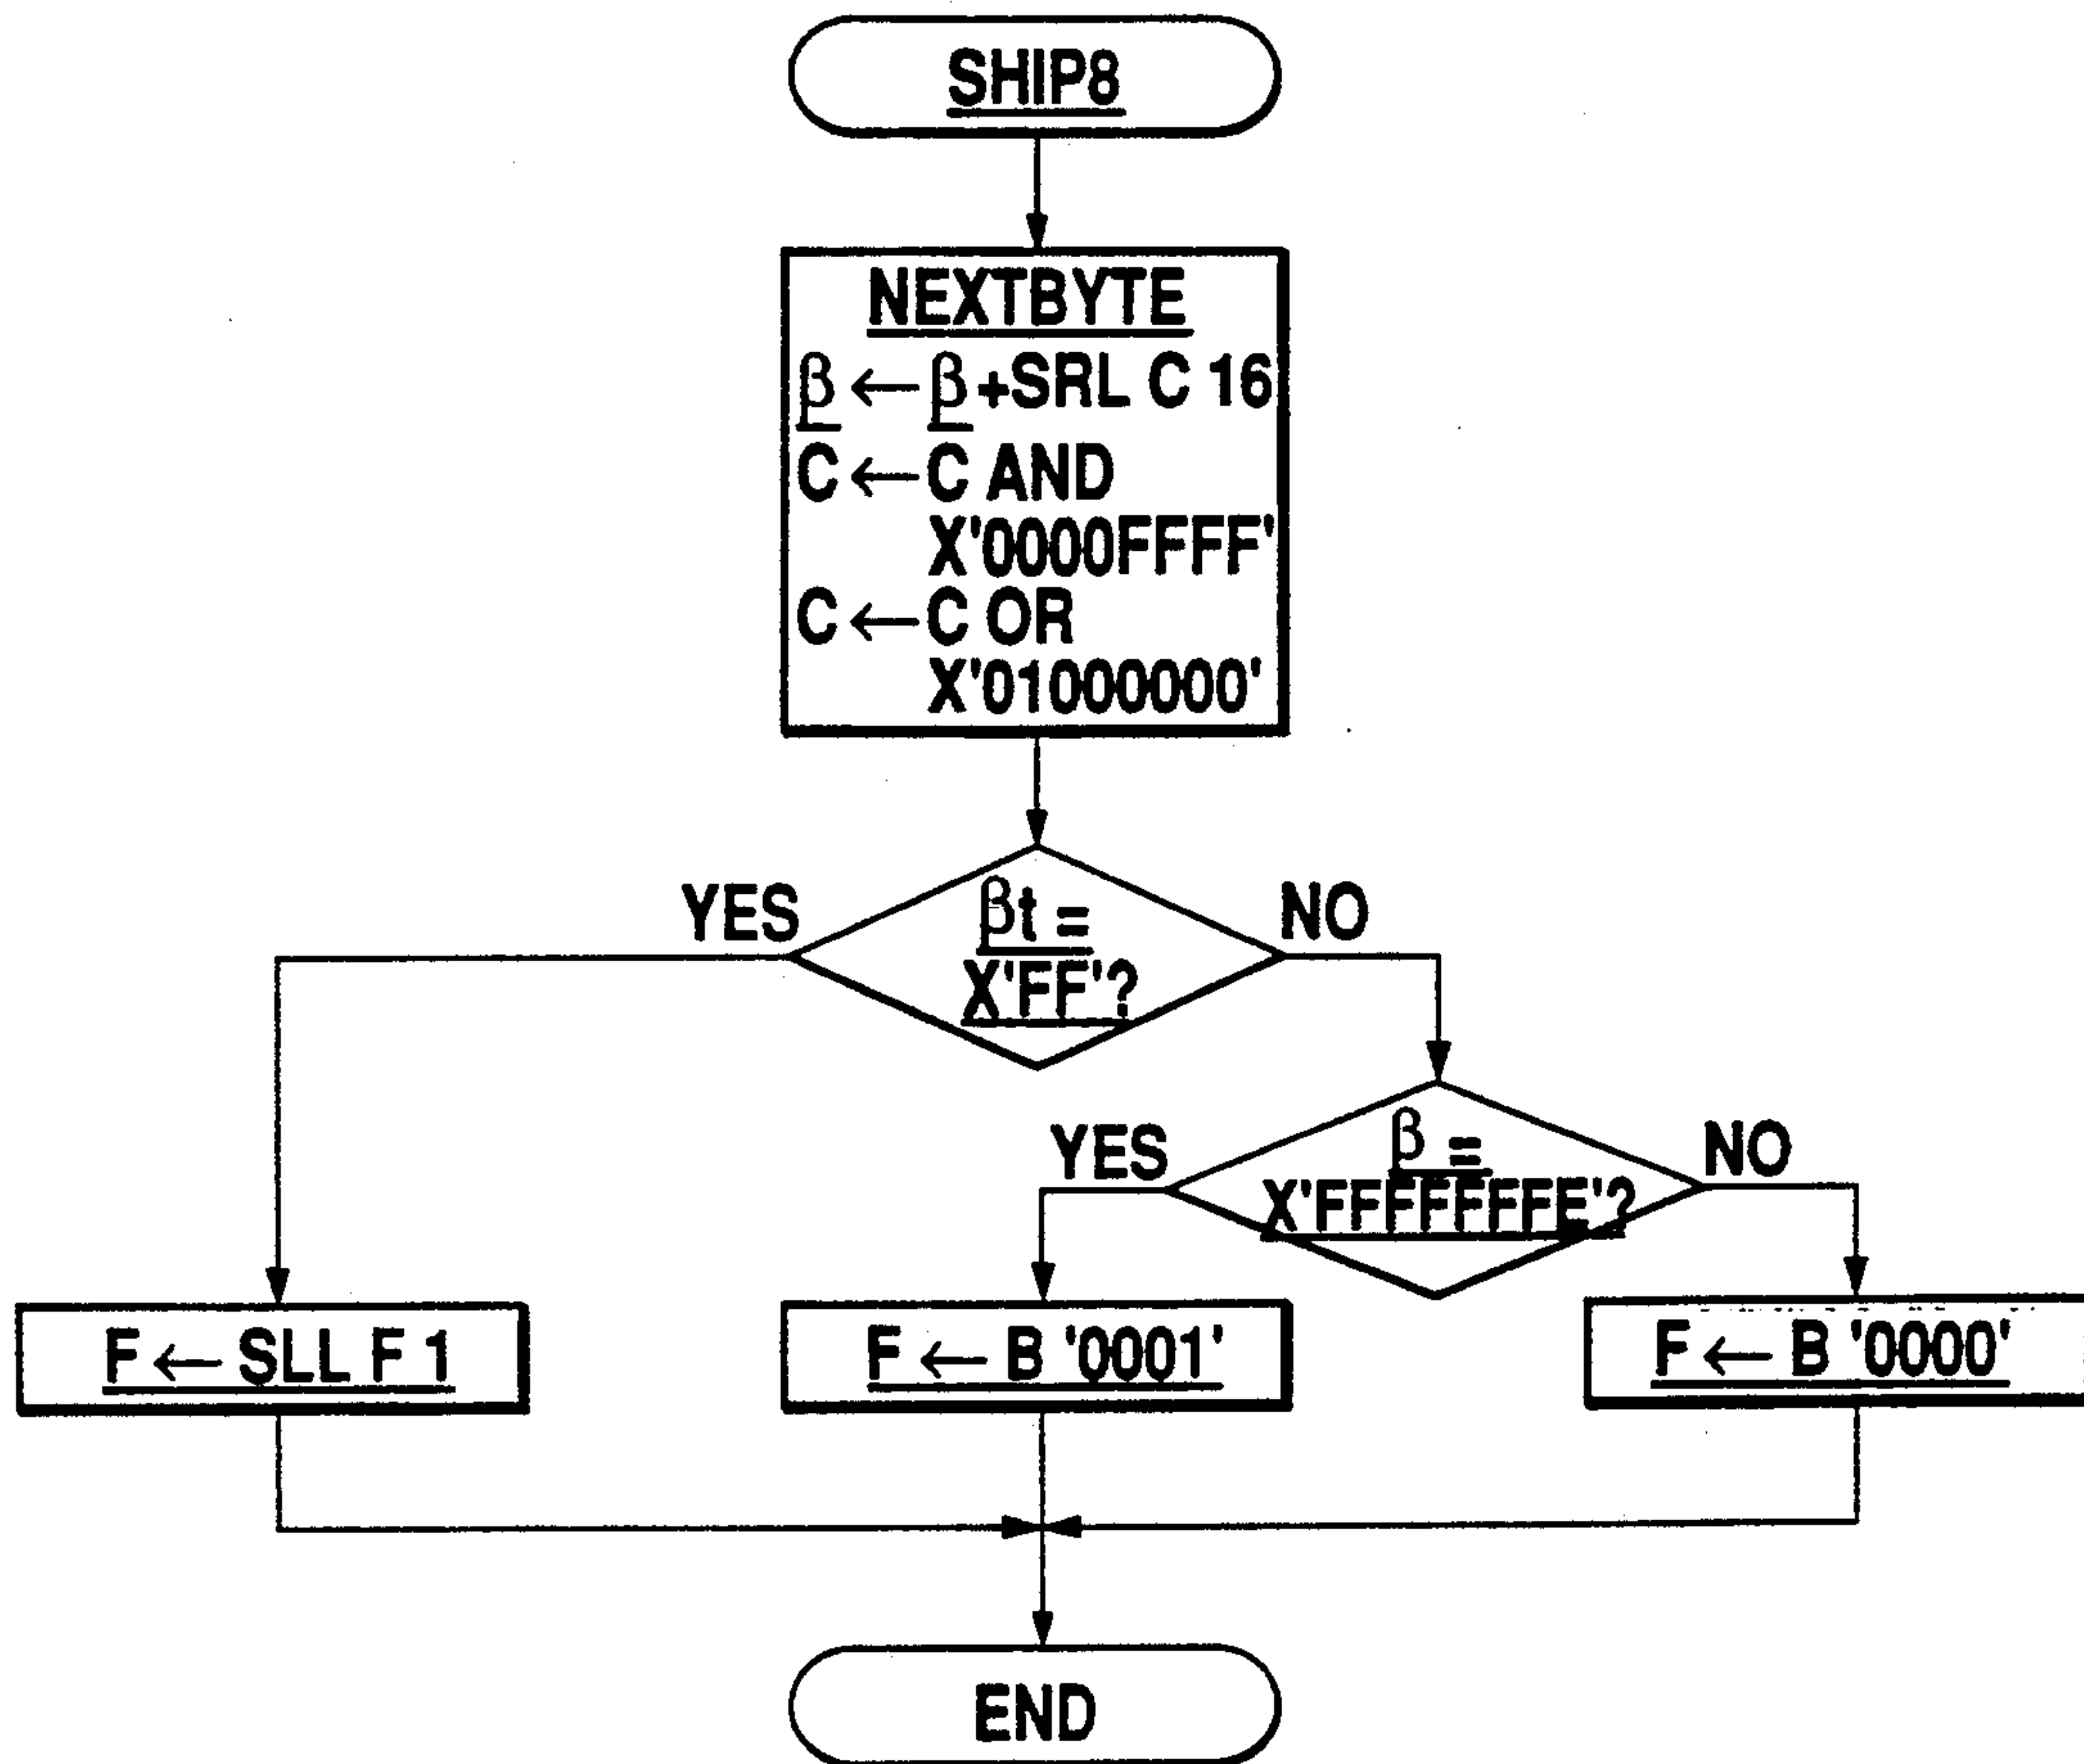 SHIP8
NEXTBYTE
β ← β+SRL C 16
C ← C AND
X'0000FFFF'
C ← C OR
X'01000000'
YES
βt =
X'FF'?
NO
YES
β =
X'FFFFFFFE'?
NO
F ← SLL F 1
F ← B '0001'
F ← B '0000'
END